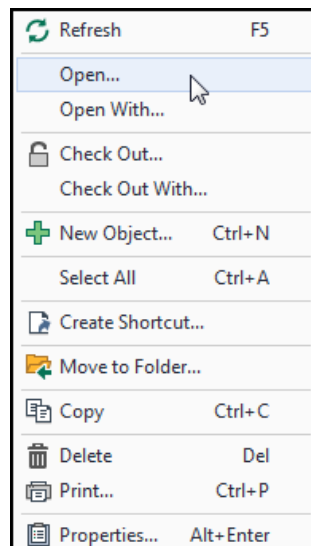 Refresh F5
Open...
Open With...
Check Out...
Check Out With...
New Object... Ctrl+N
Select All Ctrl+A
Create Shortcut...
Move to Folder...
Copy Ctrl+C
Delete Del
Print... Ctrl+P
Properties... Alt+Enter